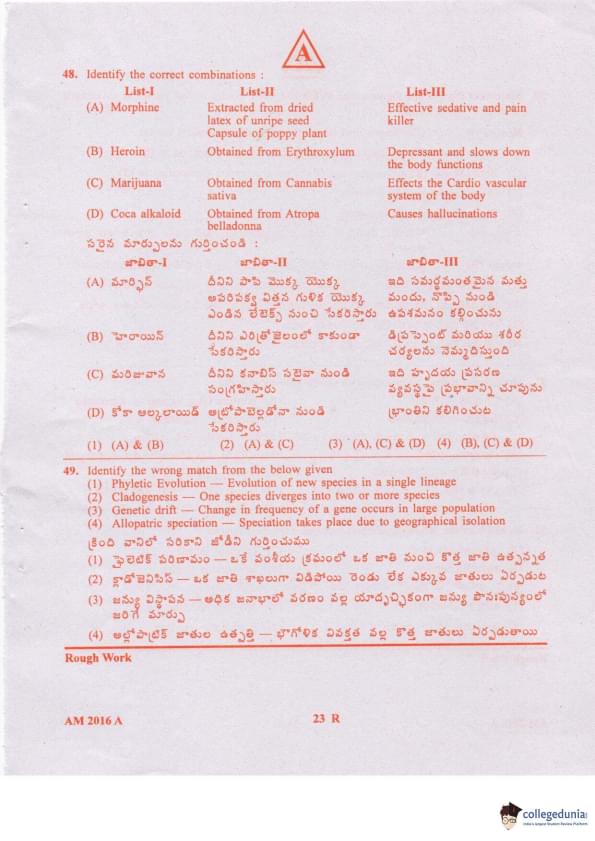 A
48. Identify the correct combinations :
List-I List-II List-III
(A) Morphine Extracted from dried Effective sedative and pain
latex of unripe seed killer
Capsule of poppy plant
(B) Heroin Obtained from Erythroxylum Depressant and slows down
the body functions
(C) Marijuana Obtained from Cannabis Effects the Cardio vascular
sativa system of the body
(D) Coca alkaloid Obtained from Atropa Causes hallucinations
belladonna
సరైన మార్పులను గుర్తించండి :
జాబితా-I జాబితా-II జాబితా-III
(A) మార్ఫిన్ దీనిని పాపి మొక్క యొక్క ఇది సమర్థమంతమైన మత్తు
అపరిపక్వ విత్తన గుళిక యొక్క మందు, నొప్పి నుండి
ఎండిన లేటెక్స్ నుంచి సేకరిస్తారు ఉపశమనం కల్గించును
(B) హెరాయిన్ దీనిని ఎరిత్రోజైలంలో కాకుండా డిప్రస్సెంట్ మరియు శరీర
సేకరిస్తారు చర్యలను నెమ్మదిస్తుంది
(C) మరిజువానా దీనిని కనాబిస్ సటైవా నుండి ఇది హృదయ ప్రసరణ
సంగ్రహిస్తారు వ్యవస్థపై ప్రభావాన్ని చూపును
(D) కోకా ఆల్కలాయిడ్ అట్రోపాబెల్లడోనా నుండి భ్రాంతిని కలిగించుట
సేకరిస్తారు
(1) (A) & (B) (2) (A) & (C) (3) (A), (C) & (D) (4) (B), (C) & (D)
49. Identify the wrong match from the below given
(1) Phyletic Evolution — Evolution of new species in a single lineage
(2) Cladogenesis — One species diverges into two or more species
(3) Genetic drift — Change in frequency of a gene occurs in large population
(4) Allopatric speciation — Speciation takes place due to geographical isolation
క్రింది వానిలో సరికాని జోడీని గుర్తించుము
(1) ఫైలెటిక్ పరిణామం — ఒకే వంశీయ క్రమంలో ఒక జాతి మంచి కొత్త జాతి ఉత్పన్నత
(2) క్లాడోజెనిసిస్ — ఒక జాతి శాఖలుగా విడిపోయి రెండు లేక ఎక్కువ జాతులు ఏర్పడుట
(3) జన్యు విస్థాపన — అధిక జనాభాలో వరణం వల్ల యాదృచ్ఛికంగా జన్యు పౌనఃపున్యంలో
జరిగే మార్పు
(4) అల్లోపాట్రిక్ జాతుల ఉత్పత్తి — భౌగోళిక వివక్తత వల్ల కొత్త జాతులు ఏర్పడుతాయి
Rough Work
AM 2016 A 23 R
collegedunia
India's largest Student Review Platform